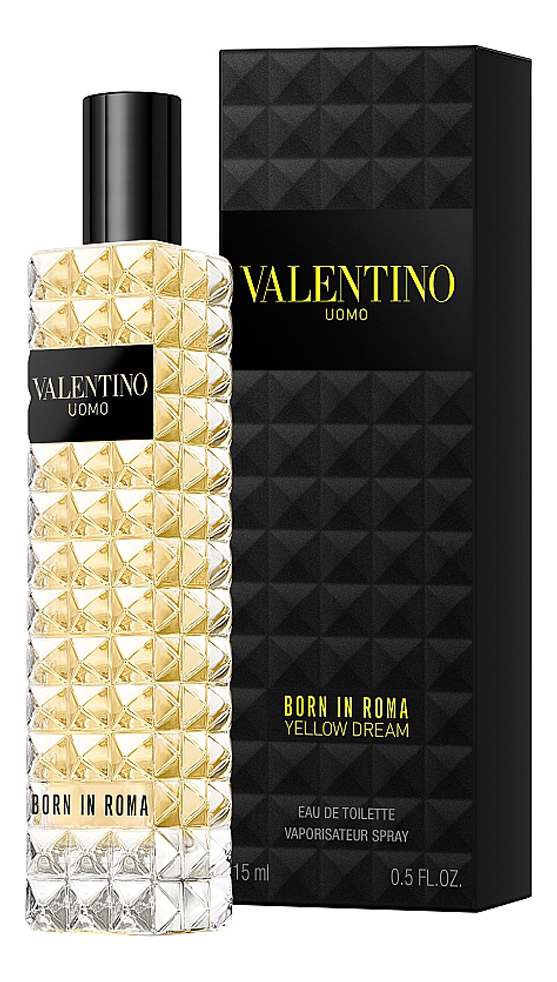 VALENTINO
UOMO
BORN IN ROMA
VALENTINO
UOMO
BORN IN ROMA
YELLOW DREAM
EAU DE TOILETTE
VAPORISATEUR SPRAY
15 ml 0.5 FL.OZ.